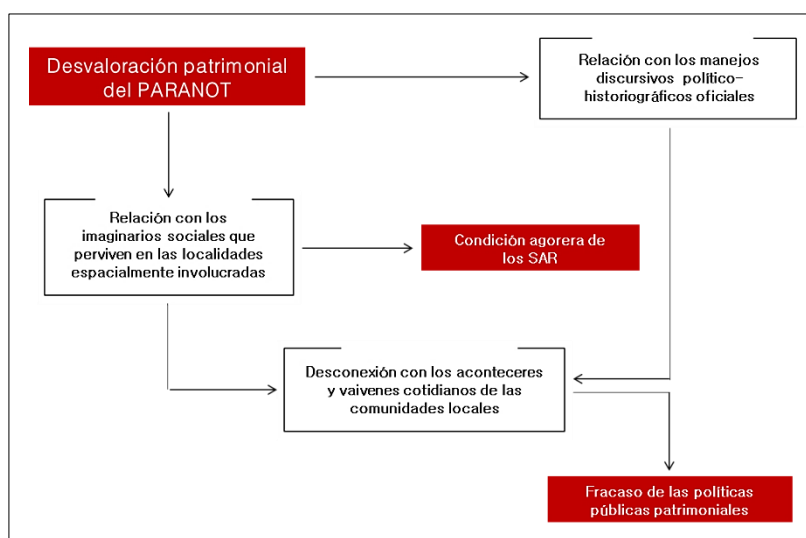 Desvaloración patrimonial
del PARANOT
Relación con los manejos
discursivos político-
historiográficos oficiales
Relación con los
imaginarios sociales que
perviven en las localidades
espacialmente involucradas
Condición agorera de
los SAR
Desconexión con los aconteceres
y vaivenes cotidianos de las
comunidades locales
Fracaso de las políticas
públicas patrimoniales